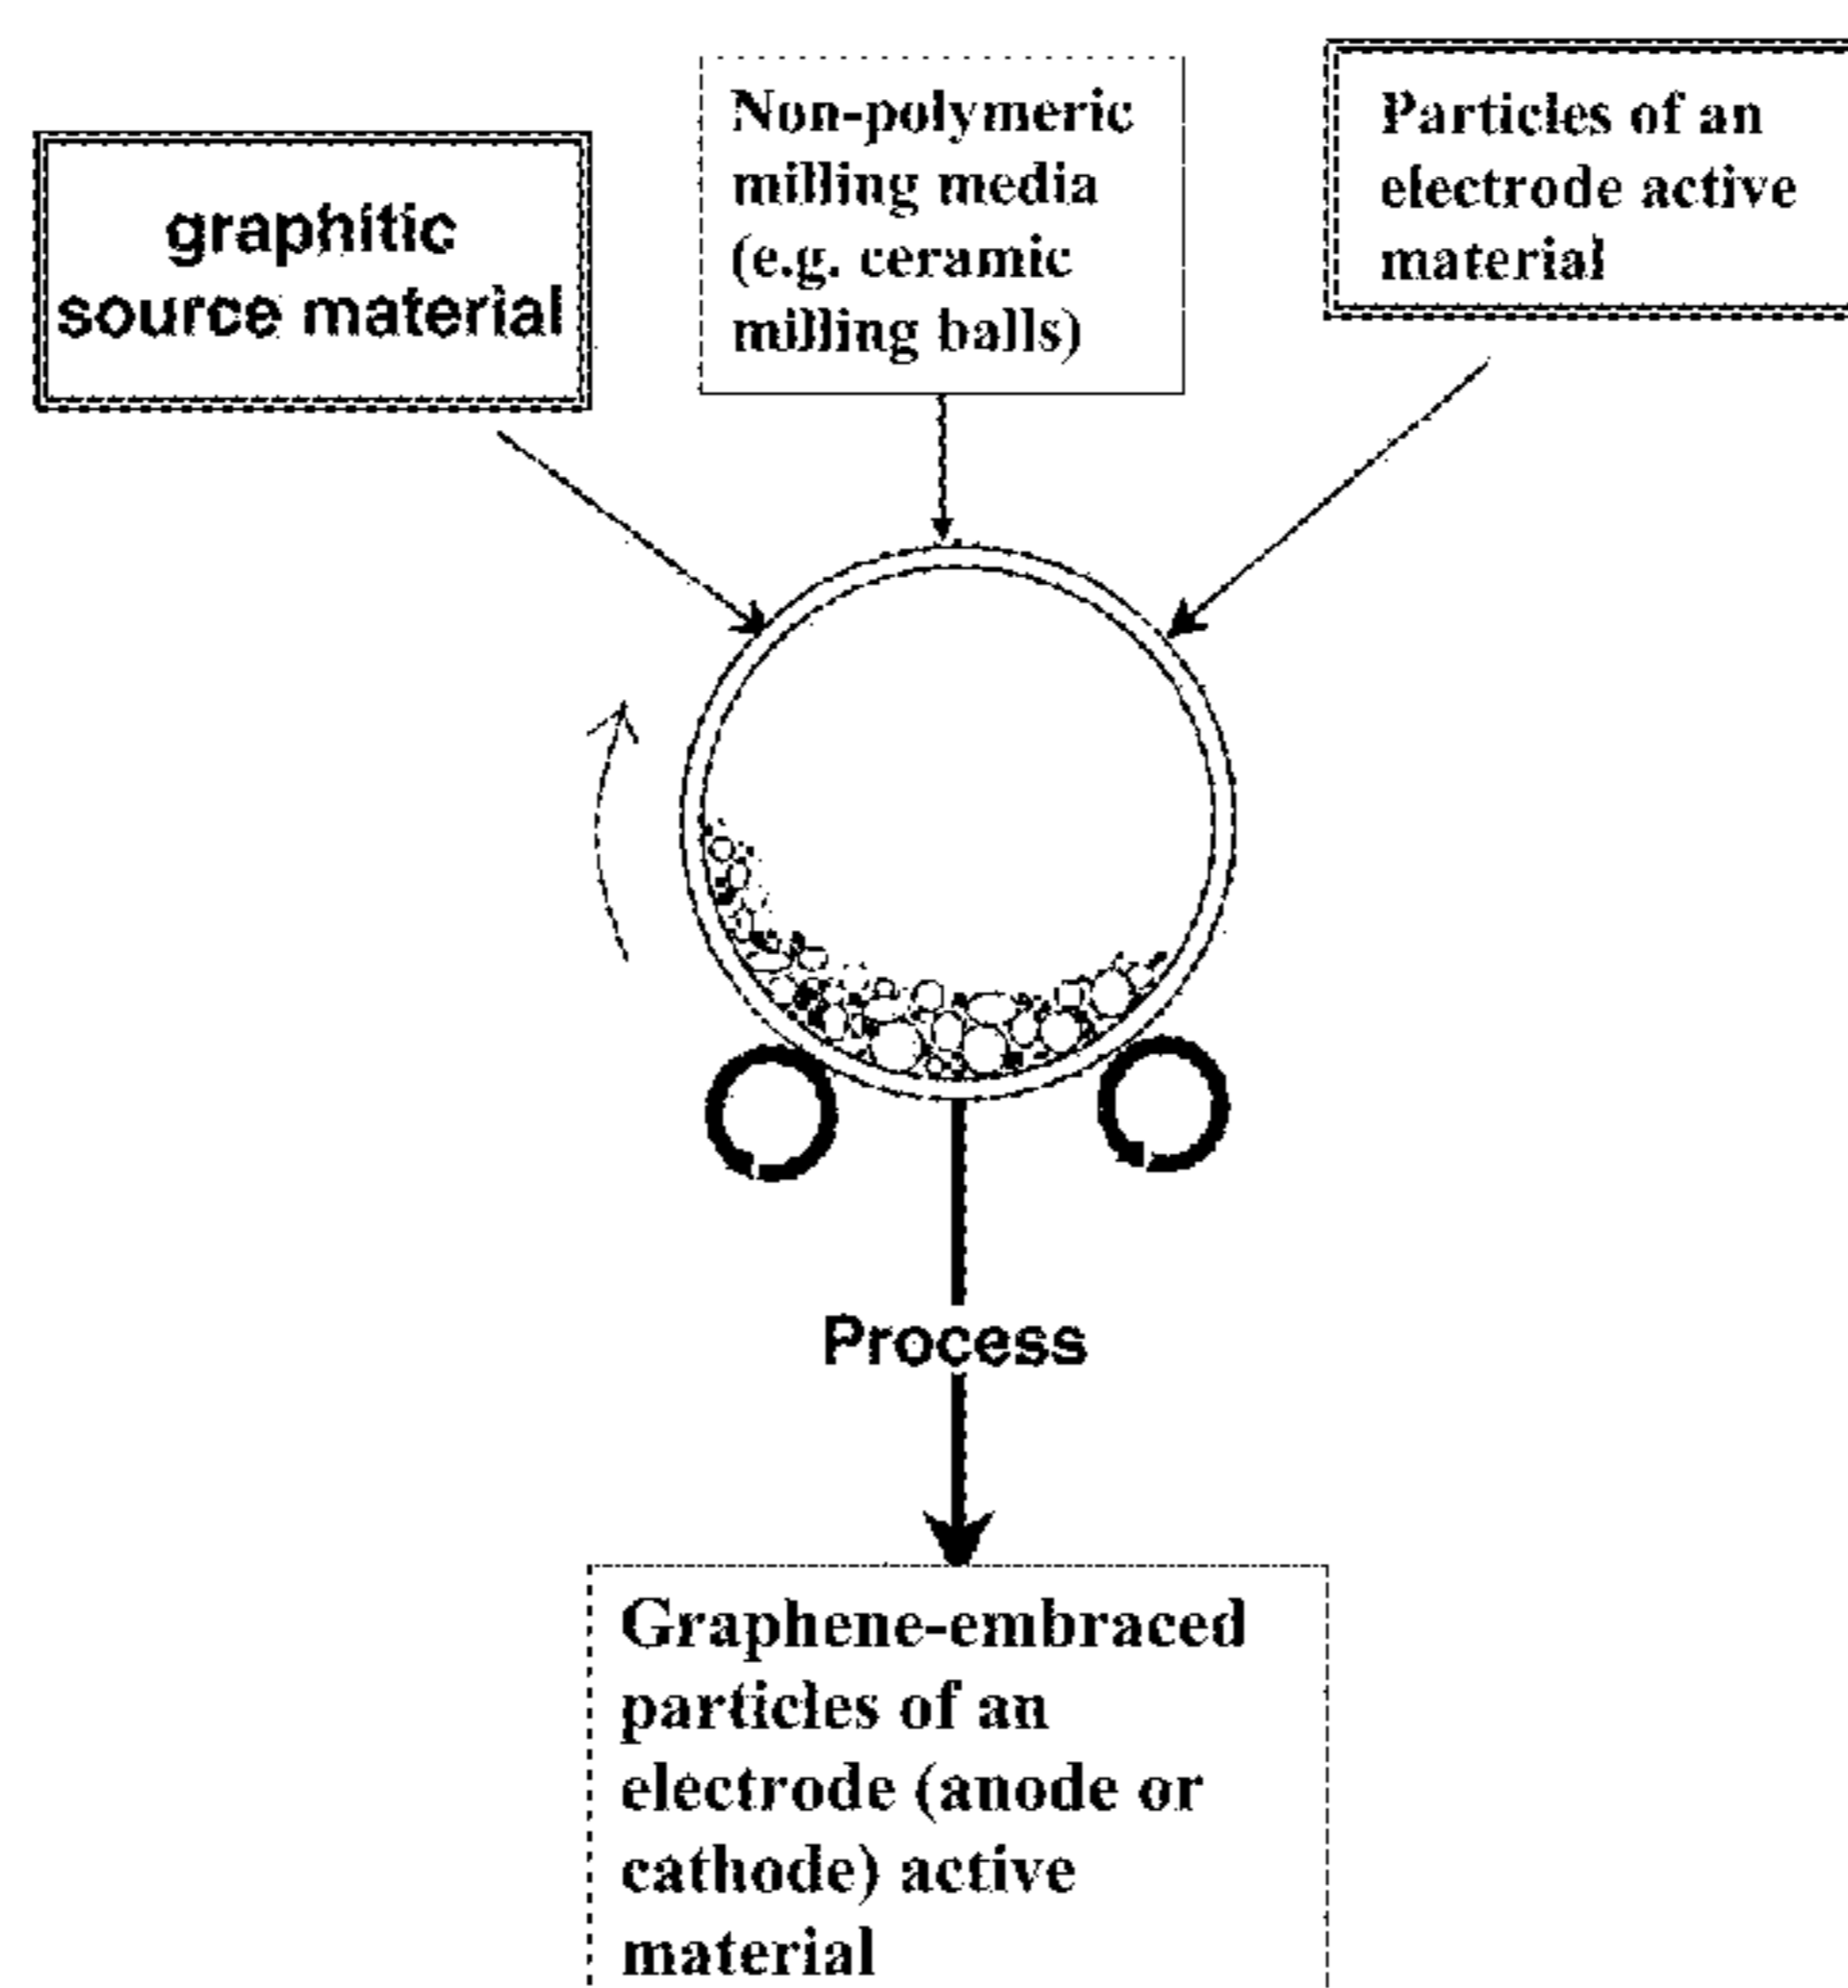 graphitic
source material
Non-polymeric
milling media
(e.g. ceramic
milling balls)
Particles of an
electrode active
material
Process
Graphene-embraced
particles of an
electrode (anode or
cathode) active
material